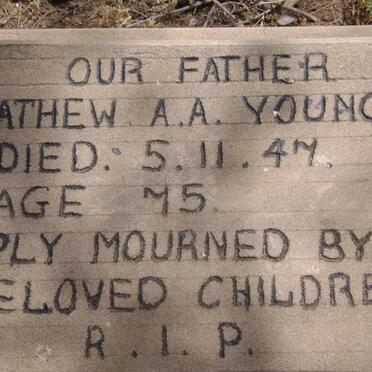 OUR FATHER
ATHEW A.A. YOUNG
DIED. 5.11.47.
AGE 75
PLY MOURNED BY
ELOVED CHILDRE
R.I.P.